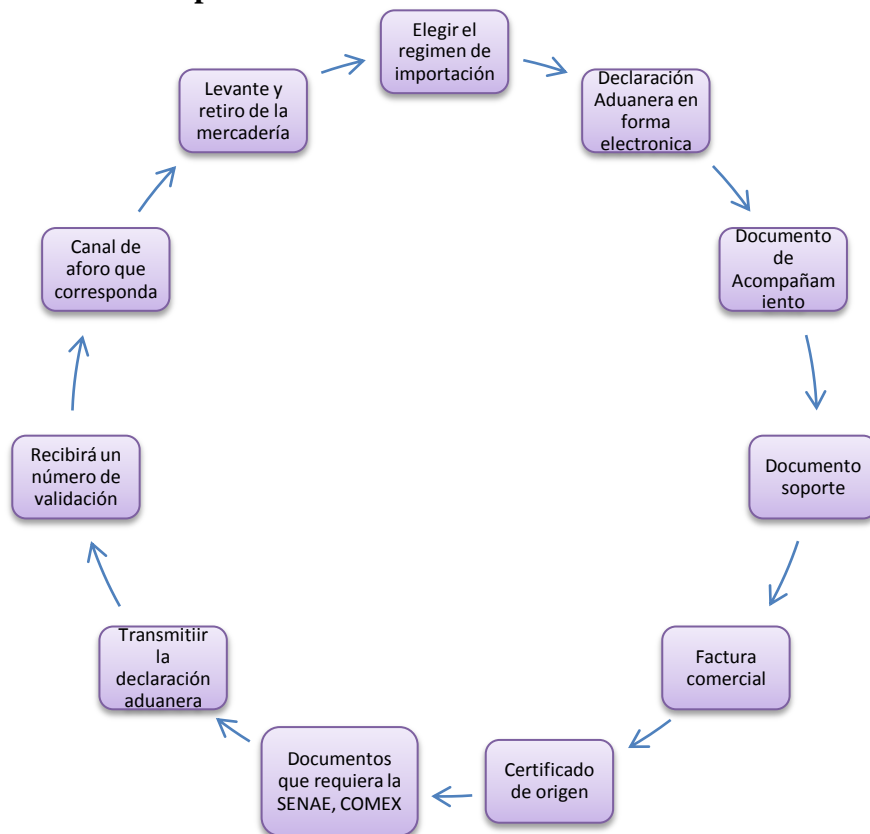 Elegir el
regimen de
importación
Declaración
Aduanera en
forma
electronica
Documento
de
Acompañam
iento
Documento
soporte
Factura
comercial
Certificado
de origen
Documentos
que requiera la
SENAE, COMEX
Transmitiir
la
declaración
aduanera
Recibirá un
número de
validación
Canal de
aforo que
corresponda
Levante y
retiro de la
mercadería